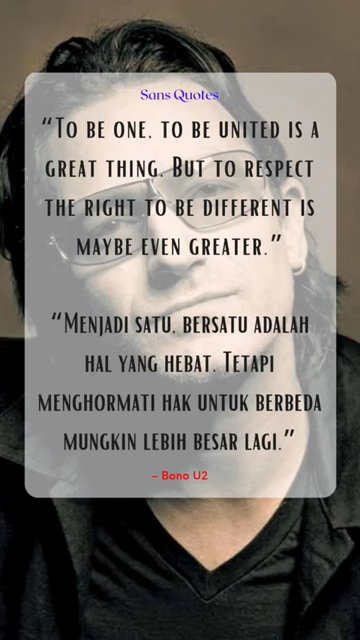 Sans Quotes
“To be one, to be united is a
great thing. But to respect
the right to be different is
maybe even greater.”
“Menjadi satu, bersatu adalah
hal yang hebat. Tetapi
menghormati hak untuk berbeda
mungkin lebih besar lagi.”
– Bono U2